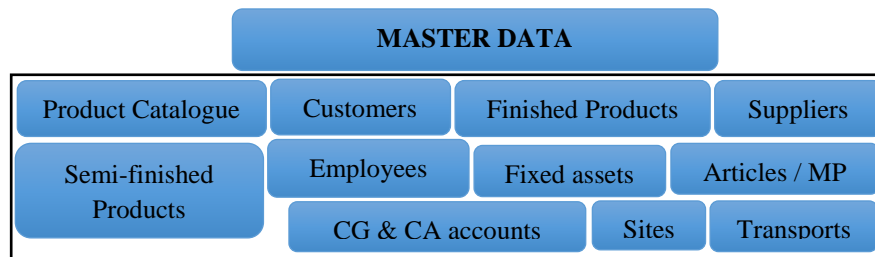 MASTER DATA
Product Catalogue
Customers
Finished Products
Suppliers
Semi-finished
Products
Employees
Fixed assets
Articles / MP
CG & CA accounts
Sites
Transports